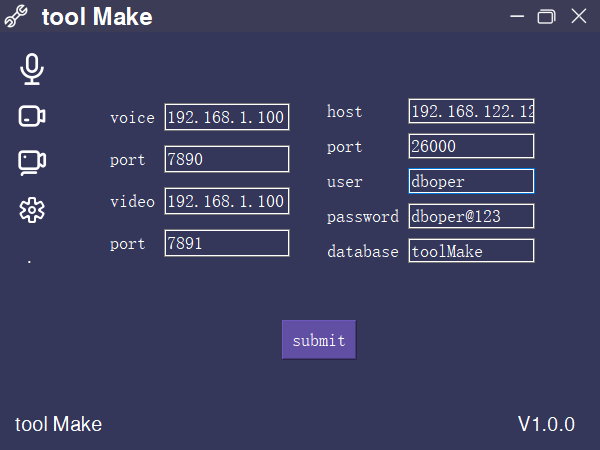 tool Make
voice 192.168.1.100
port 7890
video 192.168.1.100
port 7891
host 192.168.122.12
port 26000
user dboper
password dboper@123
database toolMake
submit
tool Make
V1.0.0